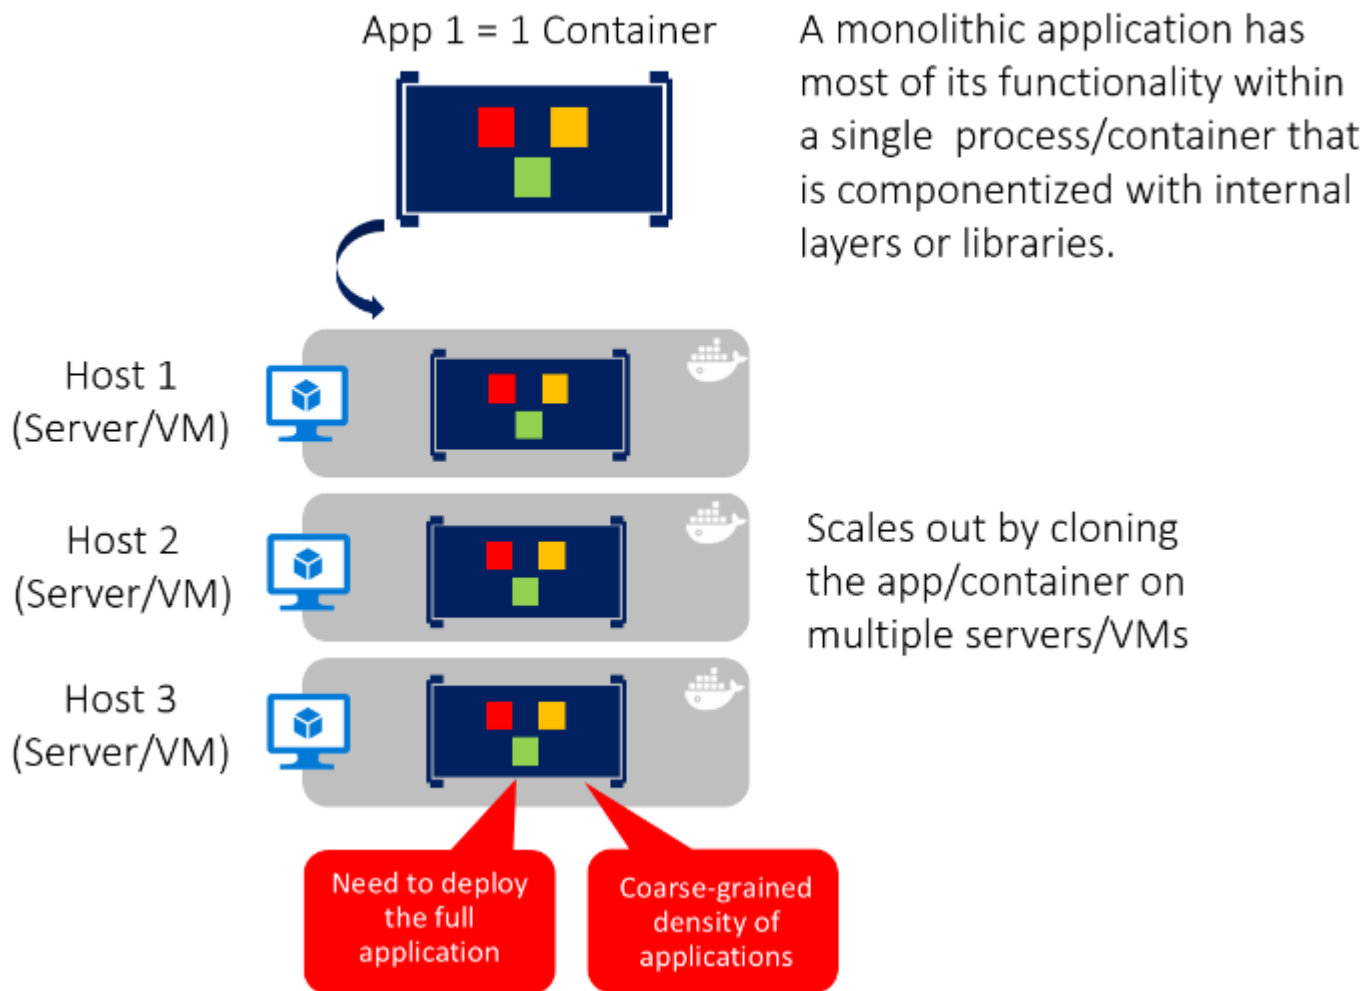 App 1 = 1 Container
A monolithic application has
most of its functionality within
a single process/container that
is componentized with internal
layers or libraries.
Host 1
(Server/VM)
Host 2
(Server/VM)
Scales out by cloning
the app/container on
multiple servers/VMs
Host 3
(Server/VM)
Need to deploy
the full
application
Coarse-grained
density of
applications